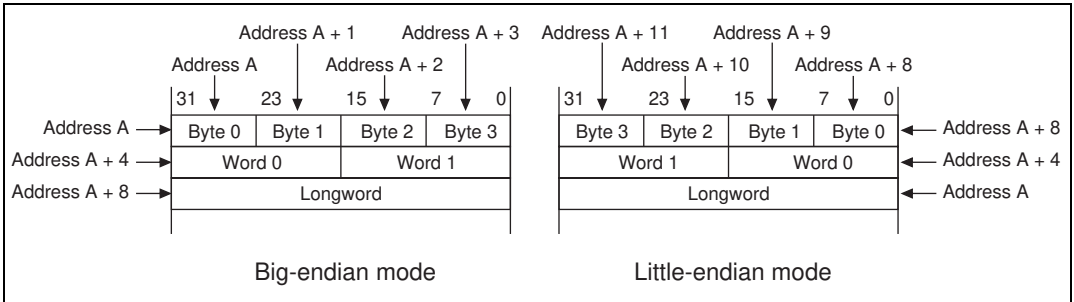 Address A + 1 Address A + 3 Address A + 11 Address A + 9
Address A Address A + 2 Address A + 10 Address A + 8
31 23 15 7 0 31 23 15 7 0
Address A Byte 0 Byte 1 Byte 2 Byte 3 Byte 3 Byte 2 Byte 1 Byte 0 Address A + 8
Address A + 4 Word 0 Word 1 Word 1 Word 0 Address A + 4
Address A + 8 Longword Longword Address A
Big-endian mode Little-endian mode